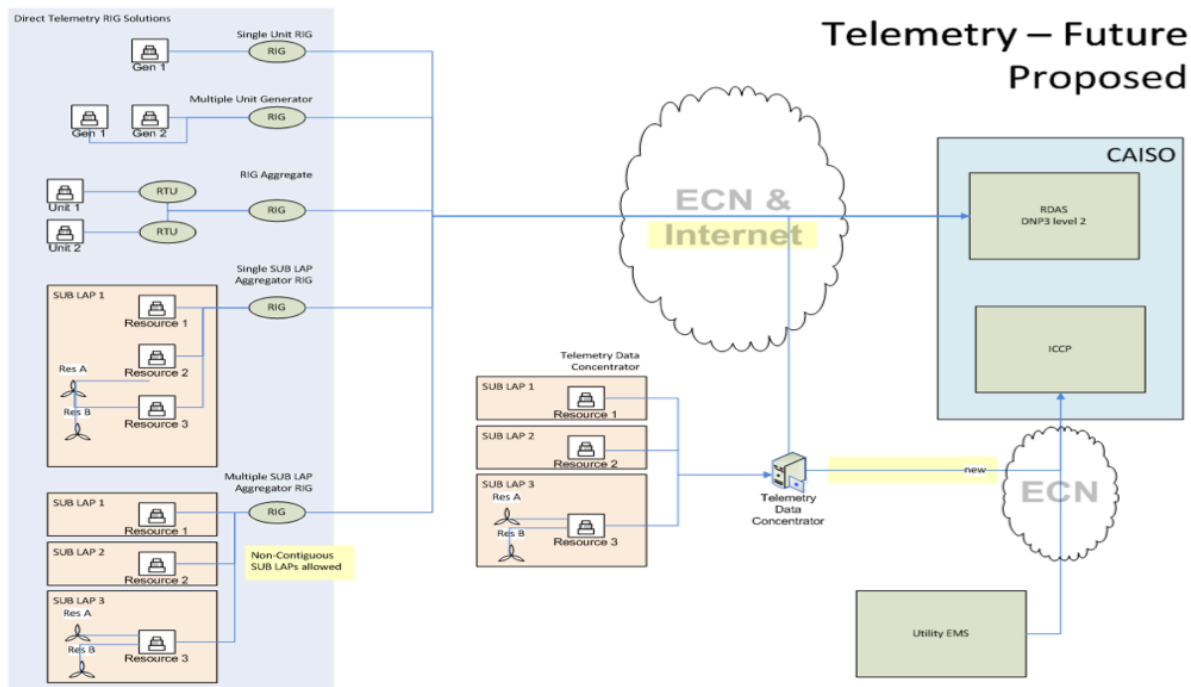 Direct Telemetry RIG Solutions
Telemetry – Future
Proposed
Single Unit RIG
RIG
Gen 1
Multiple Unit Generator
RIG
Gen 1
Gen 2
RIG Aggregate
Unit 1
RTU
RIG
Unit 2
RTU
Single SUB LAP
Aggregator RIG
RIG
SUB LAP 1
Resource 1
Resource 2
Res A
Res B
Resource 3
Multiple SUB LAP
Aggregator RIG
RIG
SUB LAP 1
Resource 1
SUB LAP 2
Resource 2
Non-Contiguous
SUB LAPs allowed
SUB LAP 3
Res A
Res B
Resource 3
ECN &
Internet
Telemetry Data
Concentrator
SUB LAP 1
Resource 1
SUB LAP 2
Resource 2
SUB LAP 3
Res A
Res B
Resource 3
Telemetry
Data
Concentrator
new
CAISO
RDAS
DNP3 level 2
ICCP
ECN
Utility EMS